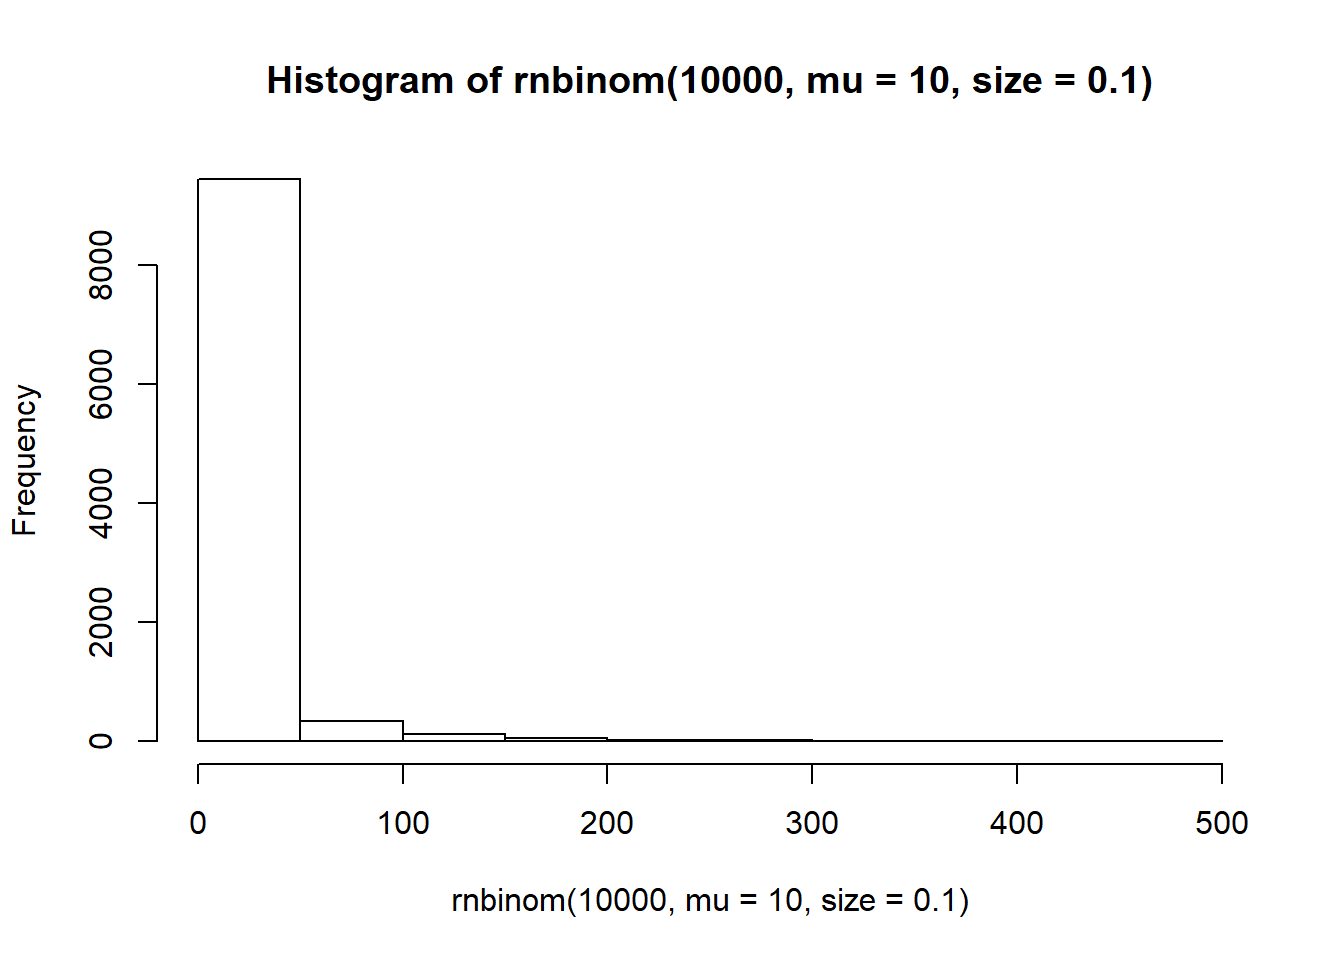 Histogram of rnbinom(10000, mu = 10, size = 0.1)
Frequency
8000
6000
4000
2000
0
0 100 200 300 400 500
rnbinom(10000, mu = 10, size = 0.1)